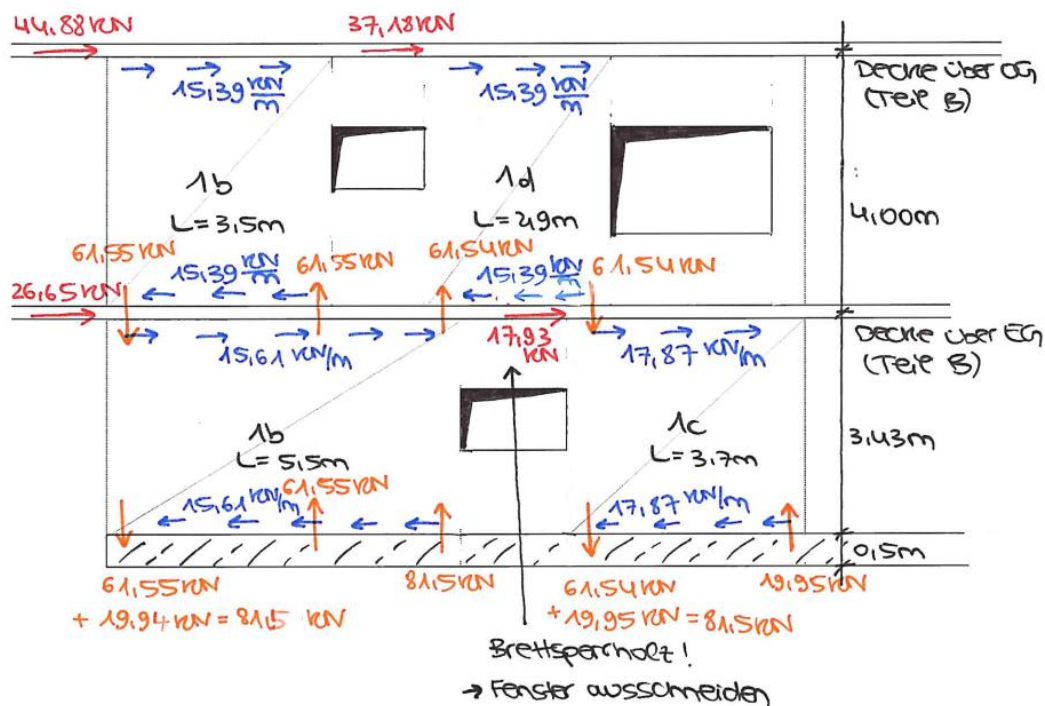 44,88 kN
37,18 kN
15,39 kN/m
15,39 kN/m
Decke über OG
(Teil B)
1b
L=3,5m
1d
L=2,9m
4,00m
61,55 kN
15,39 kN/m
61,55 kN
61,54 kN
15,39 kN/m
61,54 kN
26,65 kN
15,61 kN/m
17,93
kN
17,87 kN/m
Decke über EG
(Teil B)
1b
L=5,5m
1c
L=3,7m
3,43m
15,61 kN/m
61,55 kN
17,87 kN/m
0,5m
61,55 kN
+ 19,94 kN = 81,5 kN
81,5 kN
61,54 kN
+ 19,95 kN = 81,5 kN
19,95 kN
Brettsperrholz!
→ Fenster ausschneiden